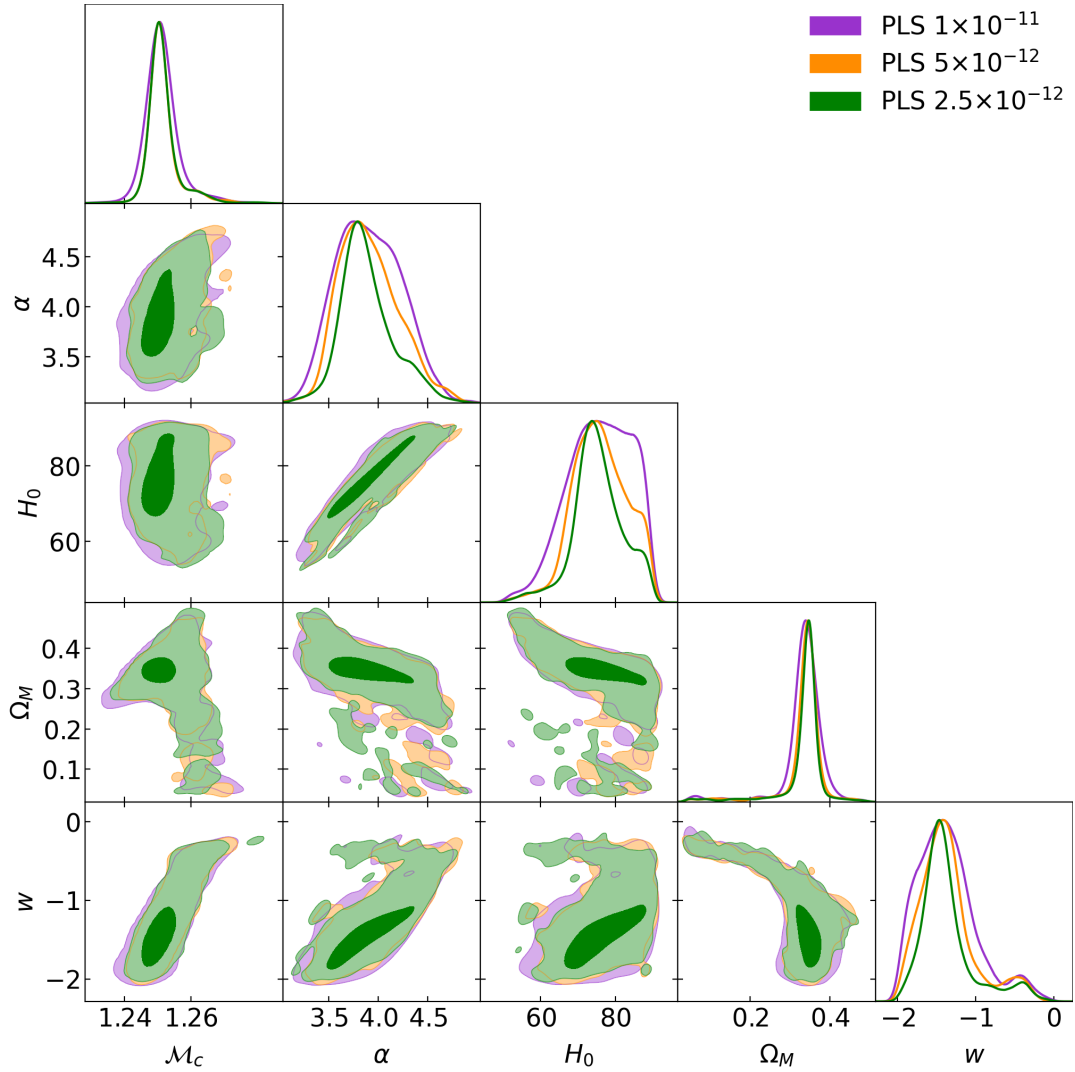 PLS 1×10⁻¹¹
PLS 5×10⁻¹²
PLS 2.5×10⁻¹²
4.5
4.0
3.5
α
80
60
H₀
0.4
0.3
0.2
0.1
Ω_M
0
−1
−2
w
1.24 1.26 3.5 4.0 4.5 60 80 0.2 0.4 −2 −1 0
ℳ_c α H₀ Ω_M w